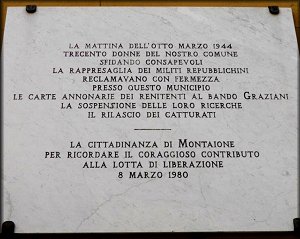 LA MATTINA DELL'OTTO MARZO 1944
TRECENTO DONNE DEL NOSTRO COMUNE
SFIDANDO CONSAPEVOLI
LA RAPPRESAGLIA DEI MILITI REPUBBLICHINI
RECLAMAVANO CON FERMEZZA
PRESSO QUESTO MUNICIPIO
LE CARTE ANNONARIE DEI RENITENTI AL BANDO GRAZIANI
LA SOSPENSIONE DELLE LORO RICERCHE
IL RILASCIO DEI CATTURATI
LA CITTADINANZA DI MONTAIONE
PER RICORDARE IL CORAGGIOSO CONTRIBUTO
ALLA LOTTA DI LIBERAZIONE
8 MARZO 1980